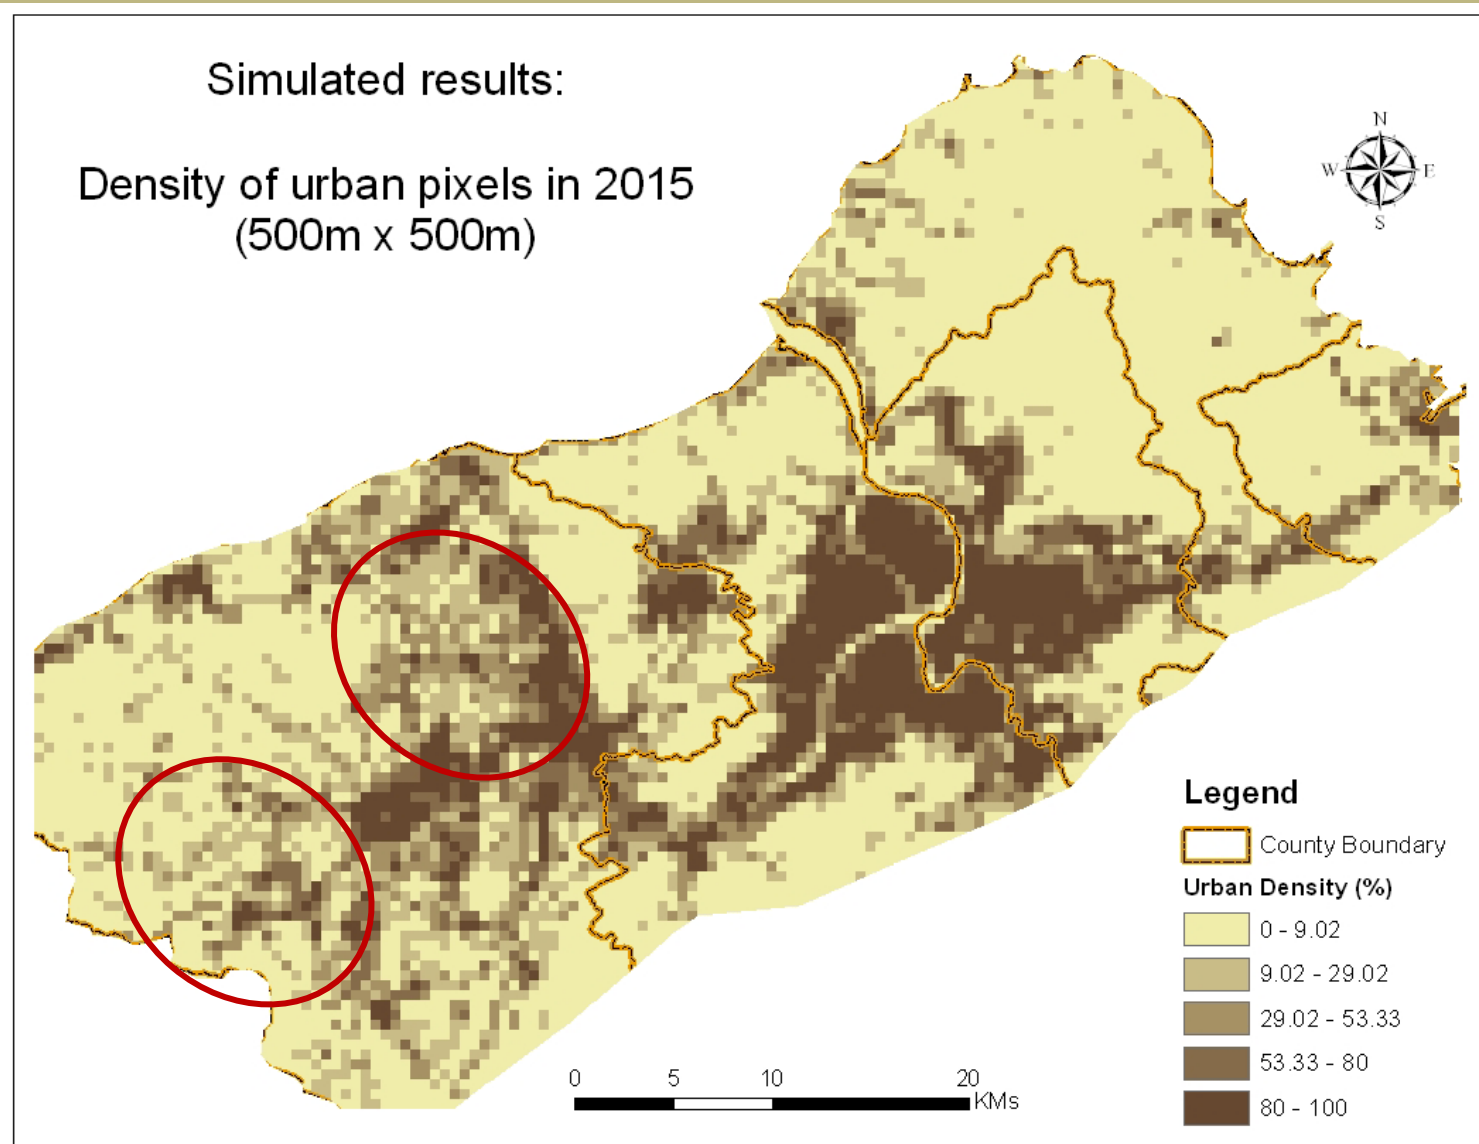 Simulated results:
Density of urban pixels in 2015
(500m x 500m)
N
W
E
S
Legend
County Boundary
Urban Density (%)
0 - 9.02
9.02 - 29.02
29.02 - 53.33
53.33 - 80
80 - 100
0 5 10 20
KMs